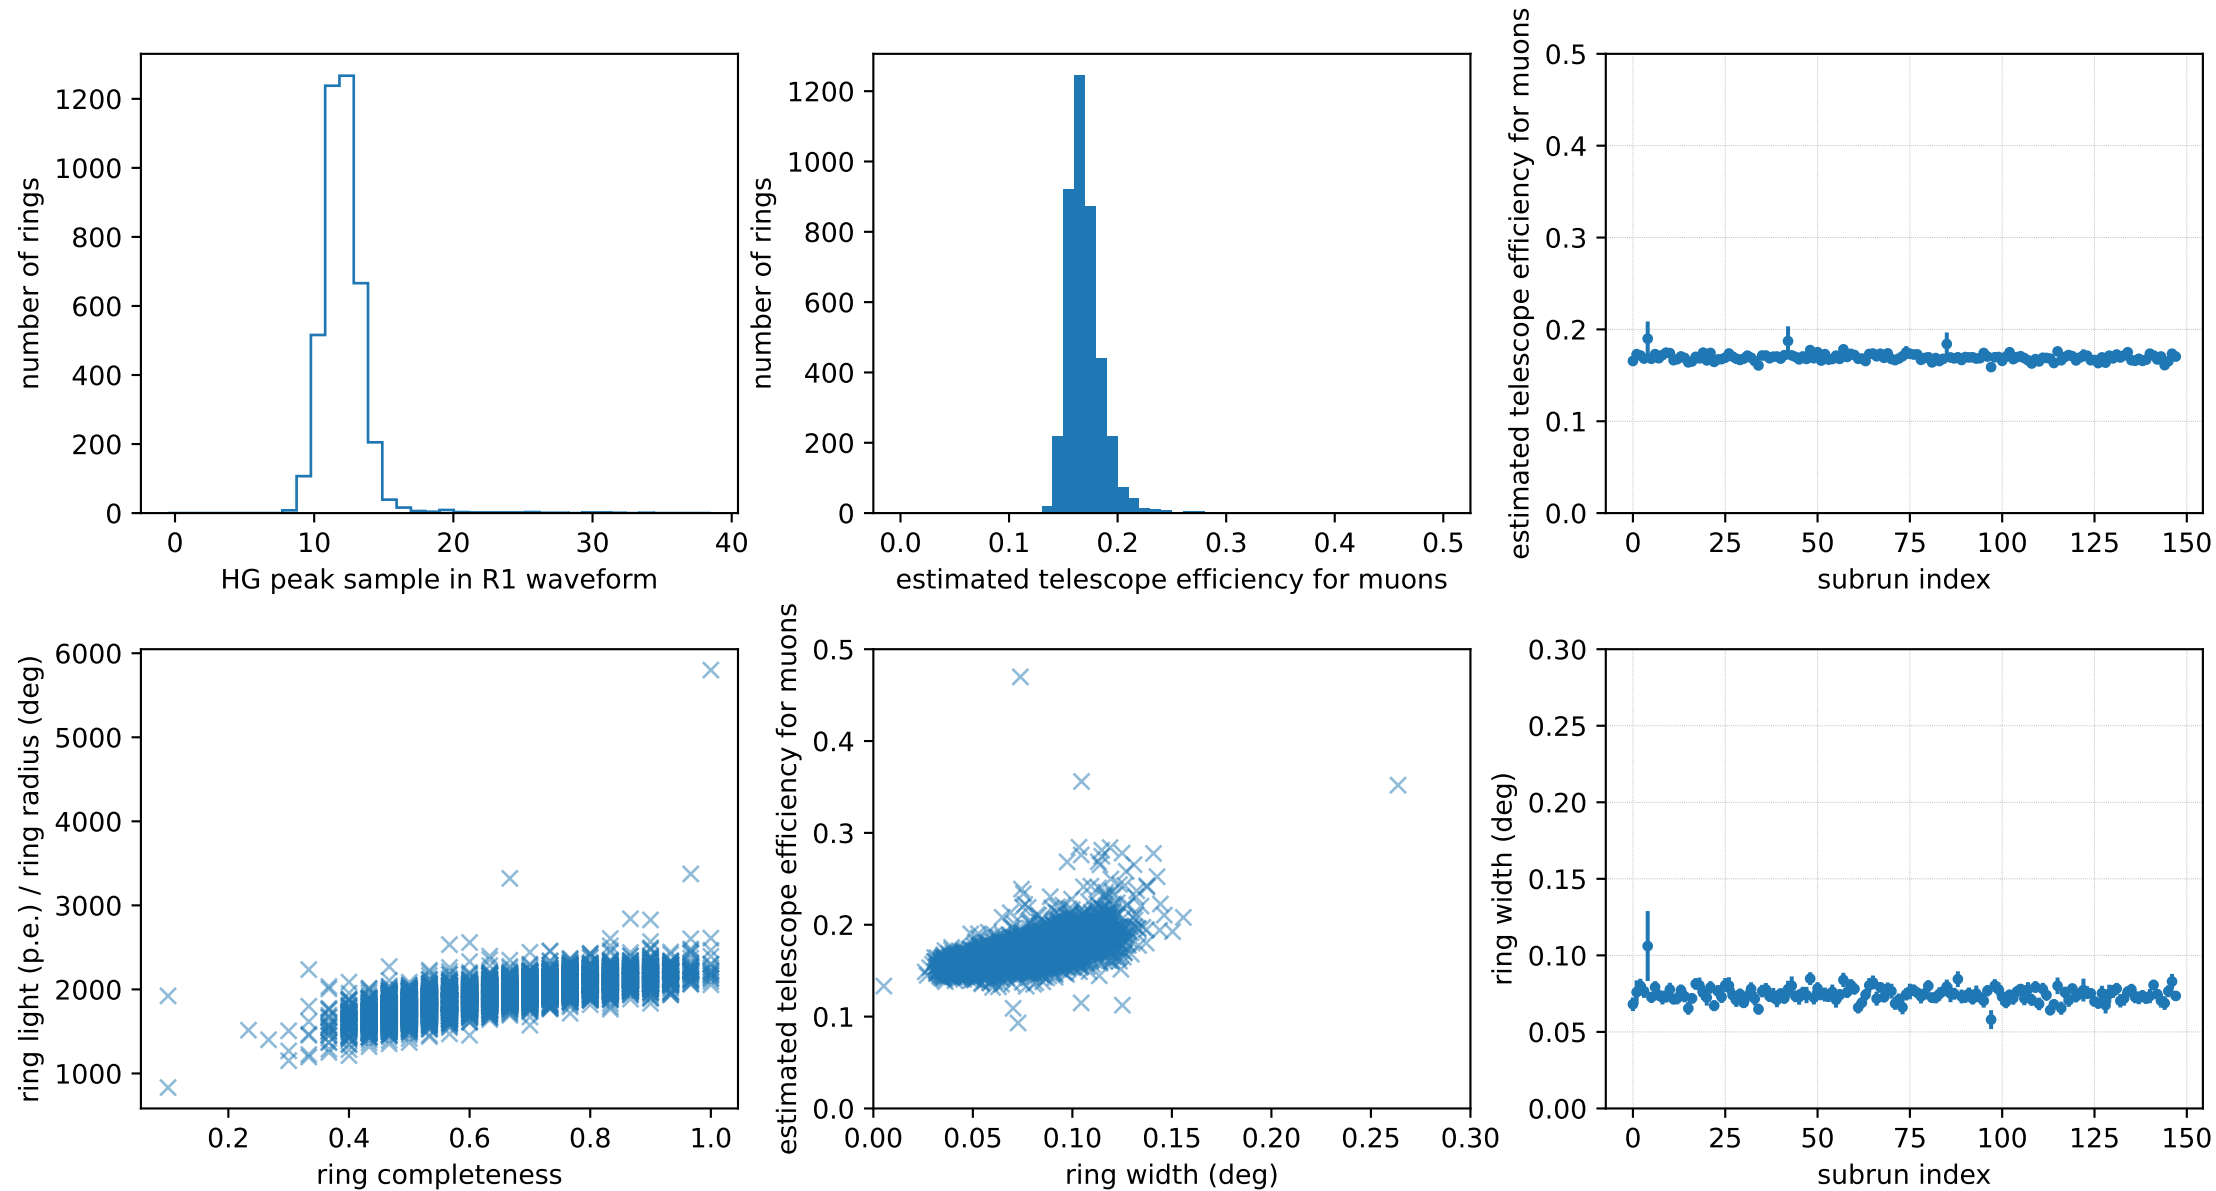 number of rings
1200
1000
800
600
400
200
0
0 10 20 30 40
HG peak sample in R1 waveform
number of rings
1200
1000
800
600
400
200
0
0.0 0.1 0.2 0.3 0.4 0.5
estimated telescope efficiency for muons
estimated telescope efficiency for muons
0.5
0.4
0.3
0.2
0.1
0.0
0 25 50 75 100 125 150
subrun index
ring light (p.e.) / ring radius (deg)
6000
5000
4000
3000
2000
1000
0.2 0.4 0.6 0.8 1.0
ring completeness
estimated telescope efficiency for muons
0.5
0.4
0.3
0.2
0.1
0.0
0.00 0.05 0.10 0.15 0.20 0.25 0.30
ring width (deg)
ring width (deg)
0.30
0.25
0.20
0.15
0.10
0.05
0.00
0 25 50 75 100 125 150
subrun index